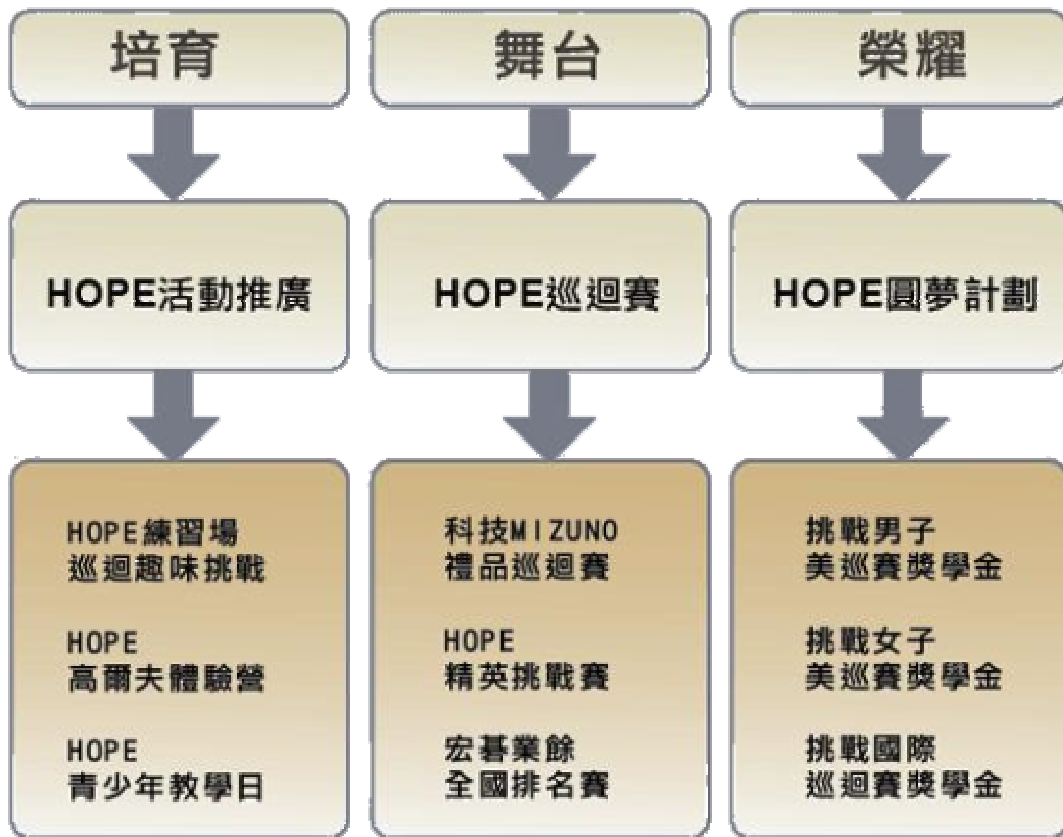 培育
舞台
榮耀
HOPE活動推廣
HOPE巡迴賽
HOPE圓夢計劃
HOPE練習場
巡迴趣味挑戰
HOPE
高爾夫體驗營
HOPE
青少年教學日
科技MIZUNO
禮品巡迴賽
HOPE
精英挑戰賽
宏碁業餘
全國排名賽
挑戰男子
美巡賽獎學金
挑戰女子
美巡賽獎學金
挑戰國際
巡迴賽獎學金